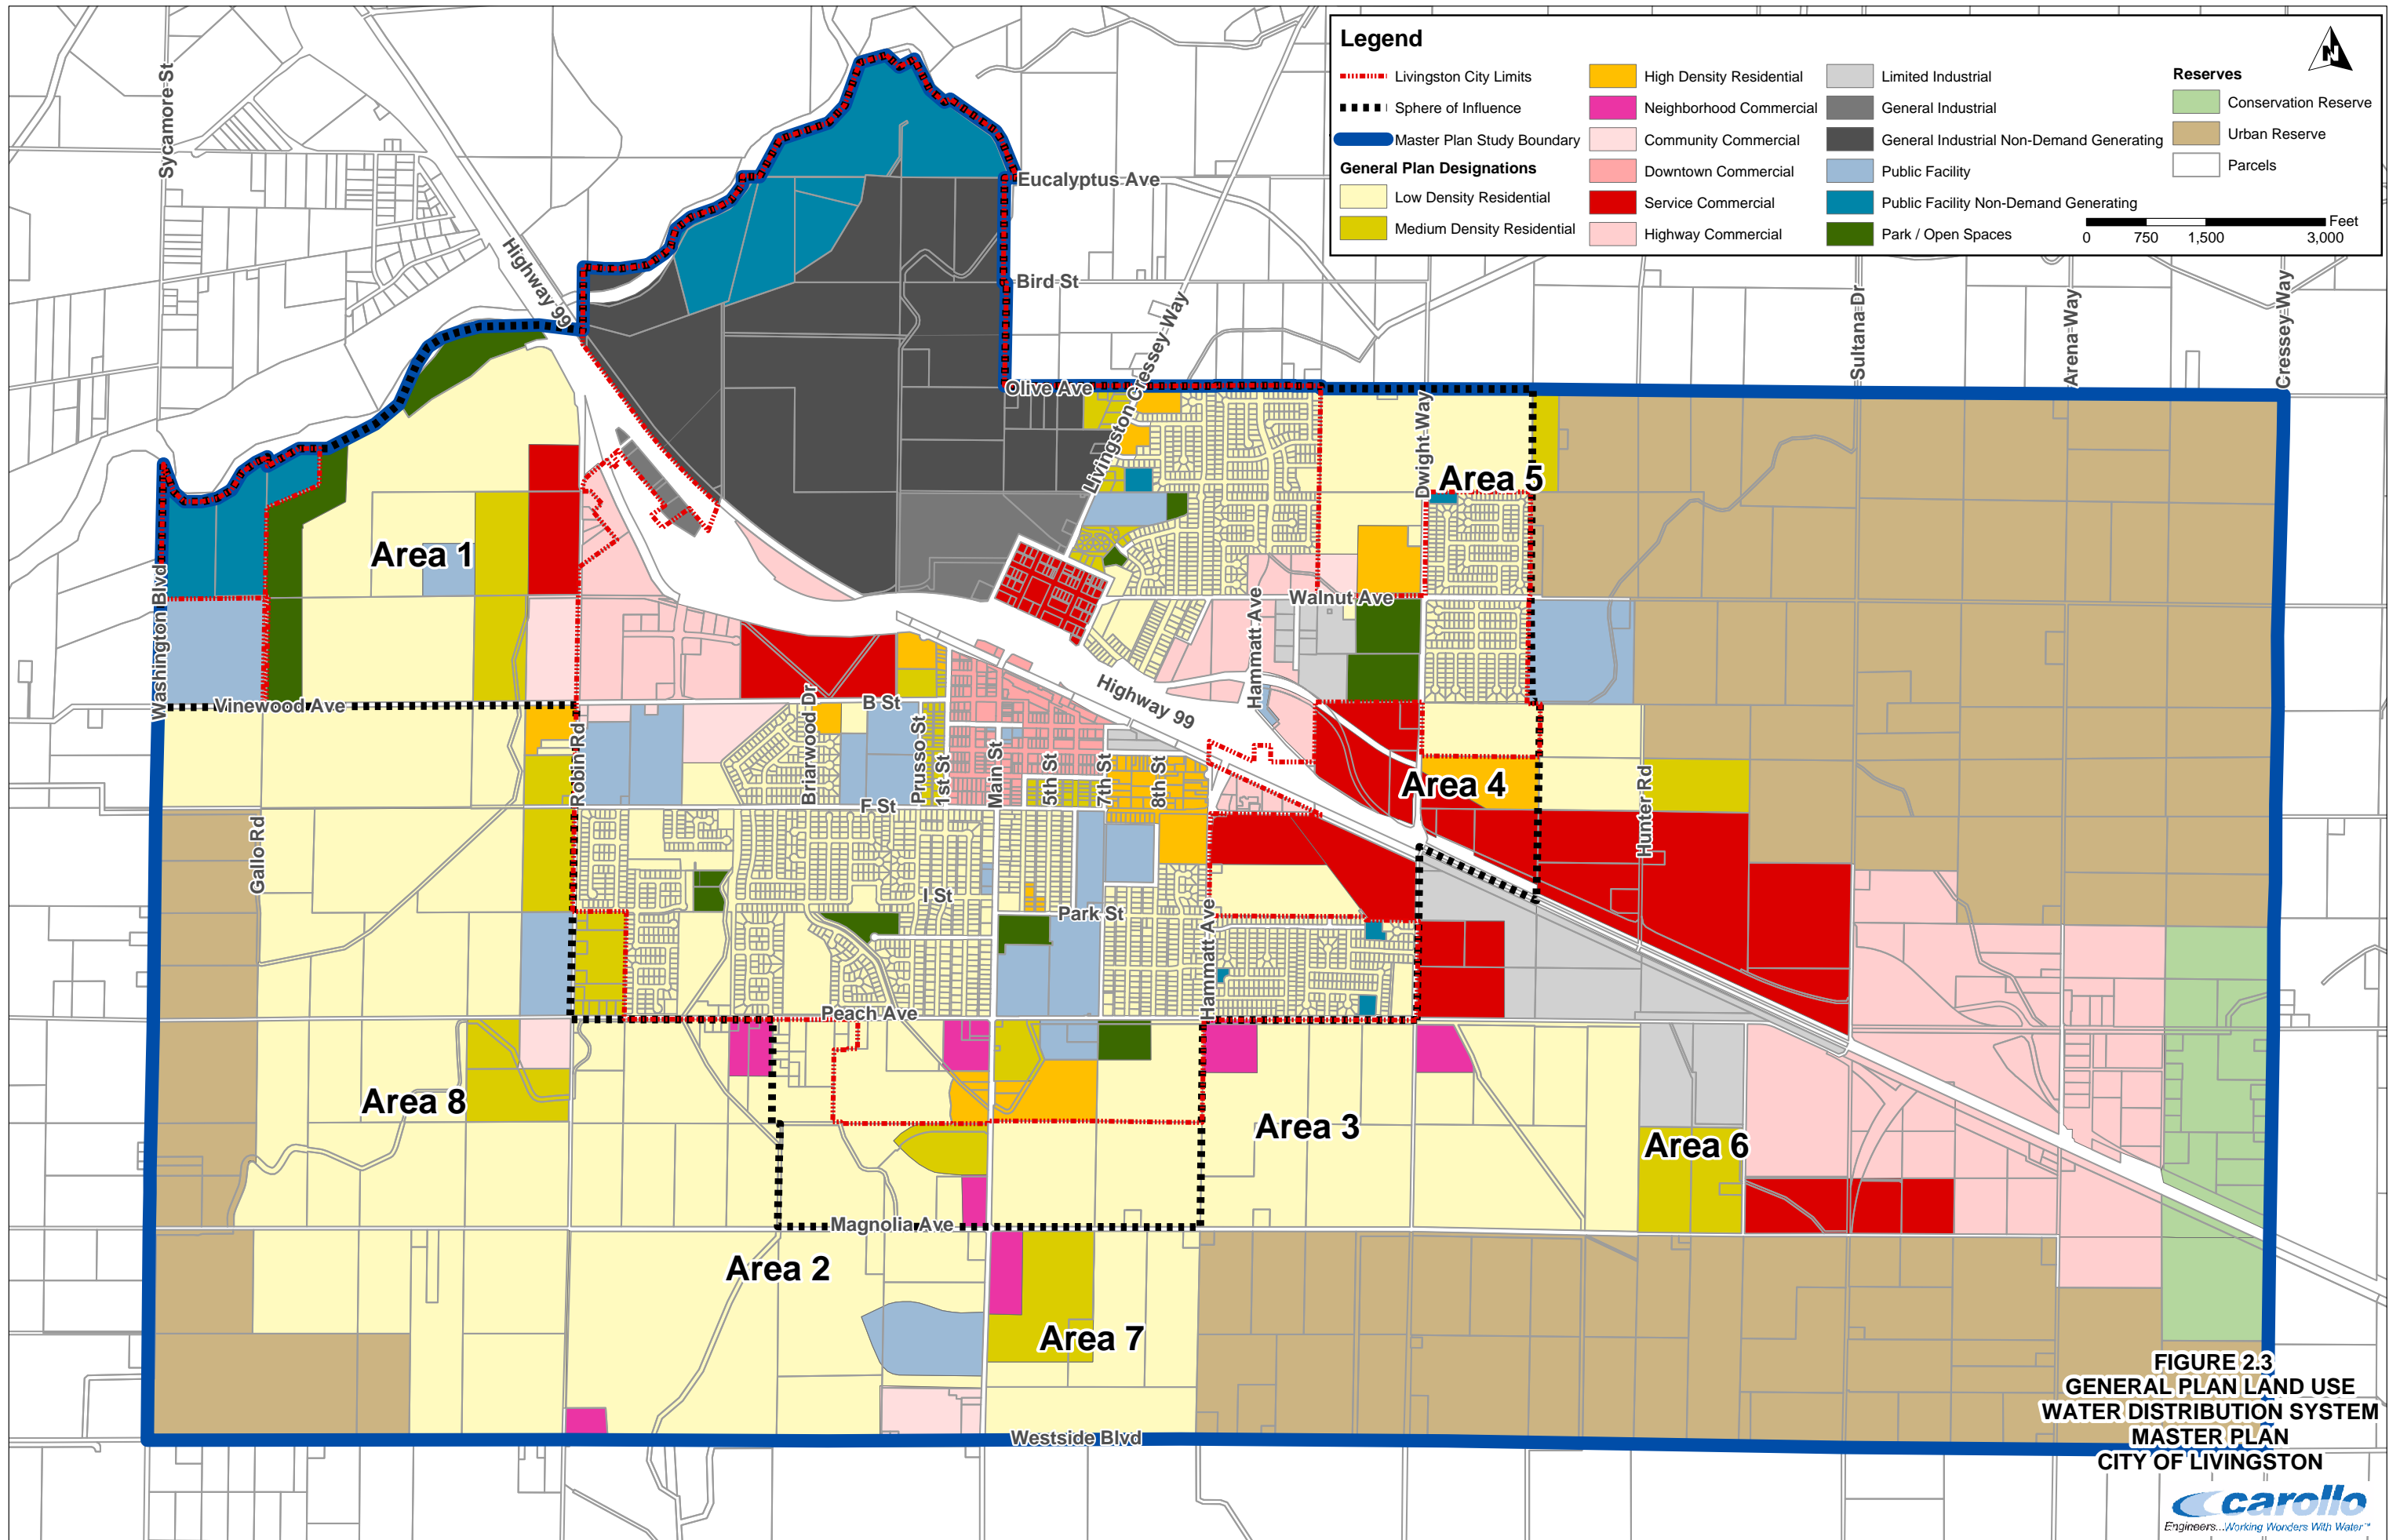 Legend
Livingston City Limits
Sphere of Influence
Master Plan Study Boundary
General Plan Designations
Low Density Residential
Medium Density Residential
High Density Residential
Neighborhood Commercial
Community Commercial
Downtown Commercial
Service Commercial
Highway Commercial
Limited Industrial
General Industrial
General Industrial Non-Demand Generating
Public Facility
Public Facility Non-Demand Generating
Park / Open Spaces
Reserves
Conservation Reserve
Urban Reserve
Parcels
N
Feet
0 750 1,500 3,000
Sycamore St
Highway 99
Eucalyptus Ave
Bird St
Olive Ave
Livingston Cressey Way
Dwight Way
Sultana Dr
Arena Way
Cressey Way
Area 5
Area 1
Washington Blvd
Walnut Ave
Hammatt Ave
Vinewood Ave
B St
Highway 99
Robin Rd
Briarwood Dr
Prusso St
1st St
Main St
5th St
7th St
8th St
Area 4
Hunter Rd
F St
Gallo Rd
I St
Park St
Hammatt Ave
Peach Ave
Area 8
Area 3
Area 6
Magnolia Ave
Area 2
Area 7
Westside Blvd
FIGURE 2.3
GENERAL PLAN LAND USE
WATER DISTRIBUTION SYSTEM
MASTER PLAN
CITY OF LIVINGSTON
carollo
Engineers...Working Wonders With Water™